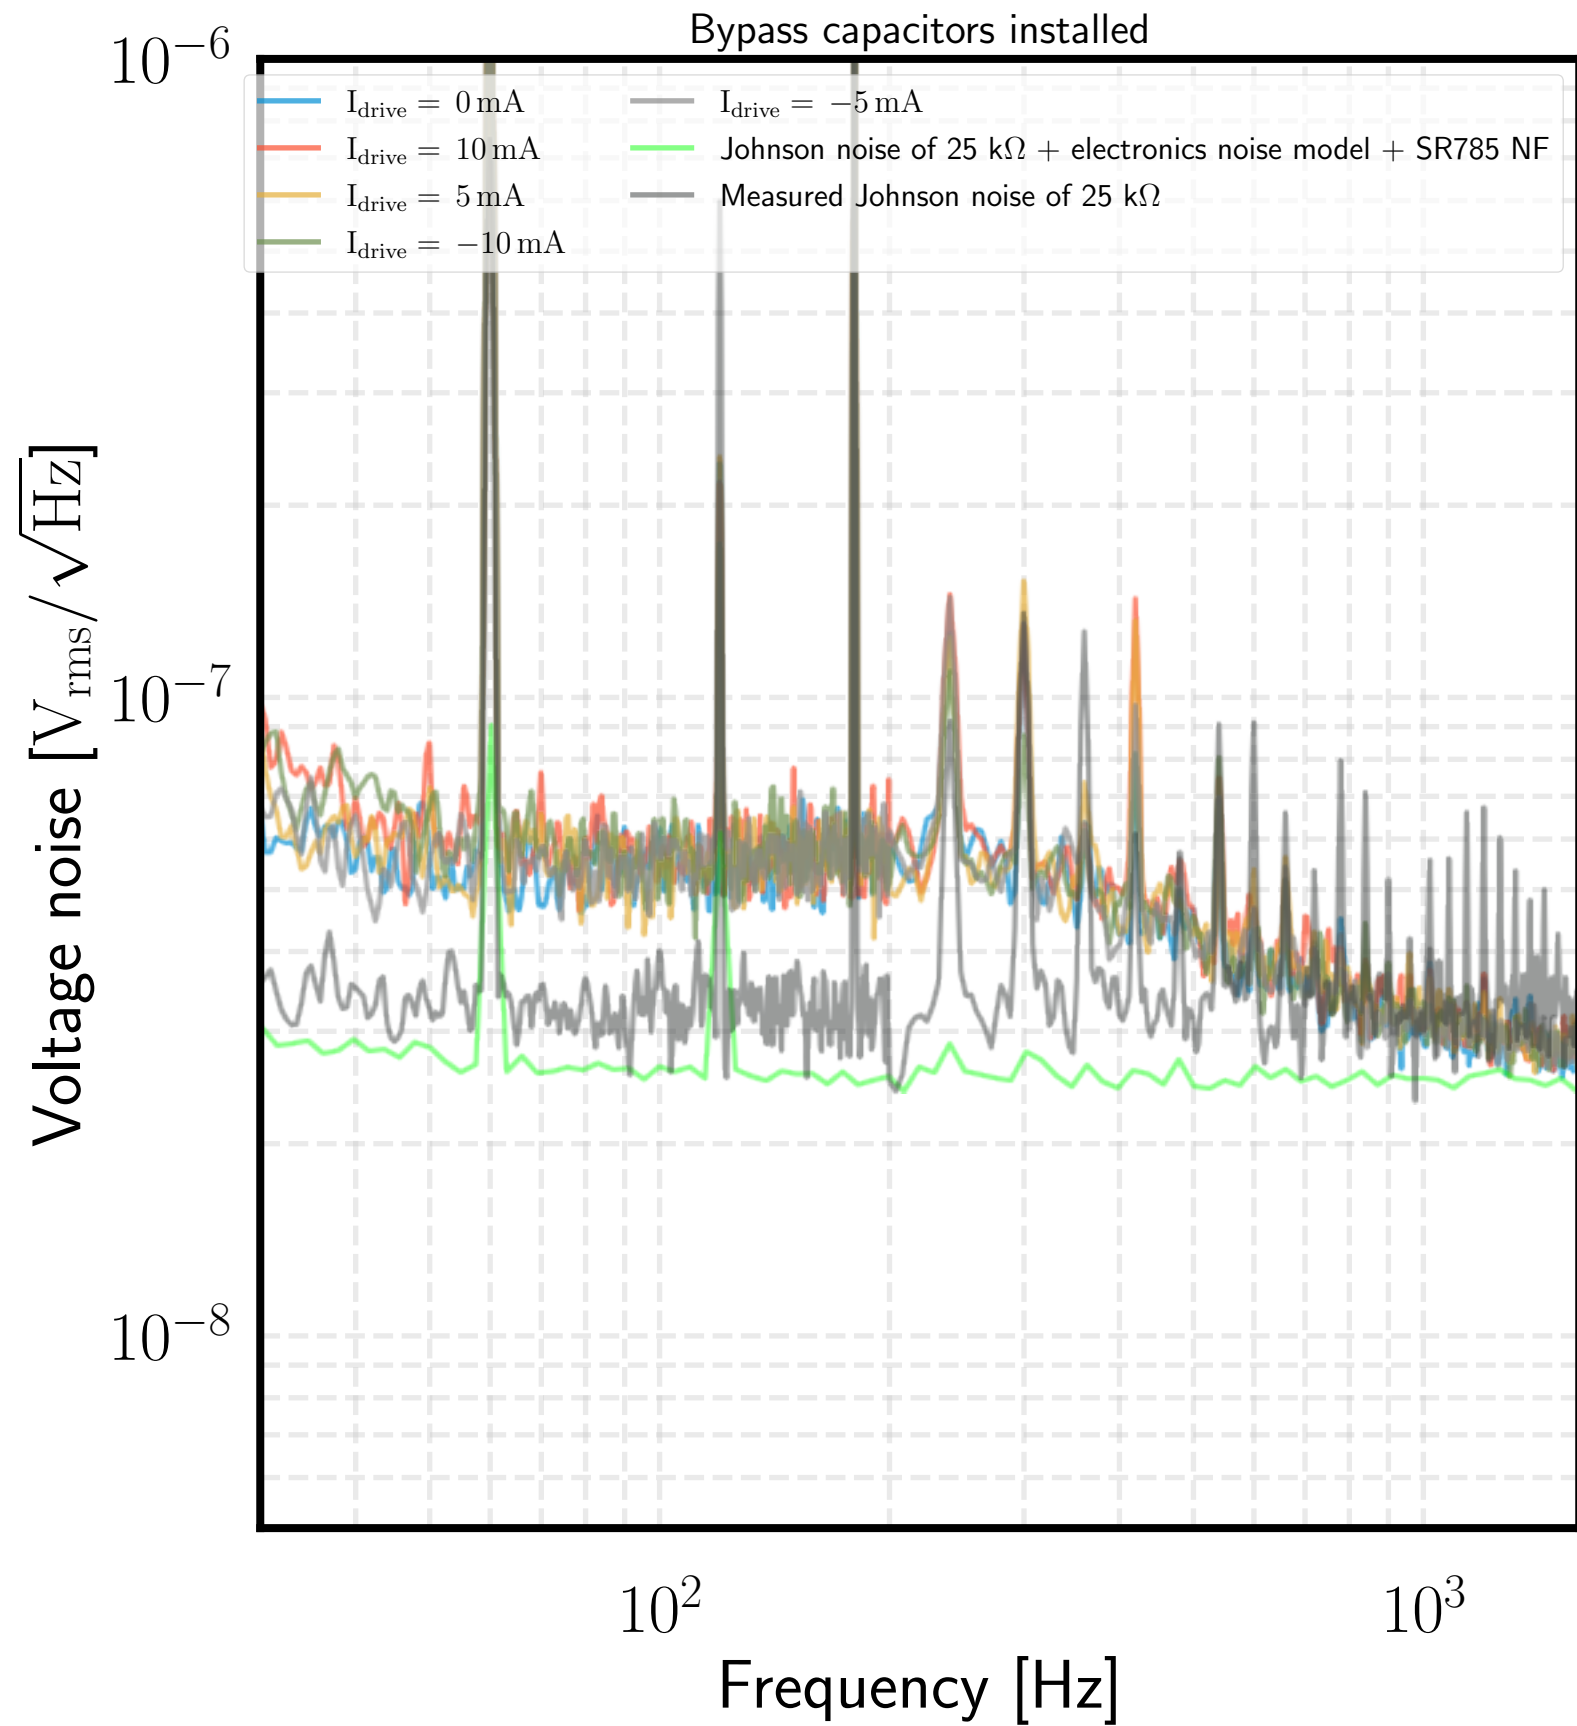 Bypass capacitors installed
10⁻⁶
I_drive = 0 mA
I_drive = 10 mA
I_drive = 5 mA
I_drive = −10 mA
I_drive = −5 mA
Johnson noise of 25 kΩ + electronics noise model + SR785 NF
Measured Johnson noise of 25 kΩ
Voltage noise [V_rms/√Hz]
10⁻⁷
10⁻⁸
10²
10³
Frequency [Hz]